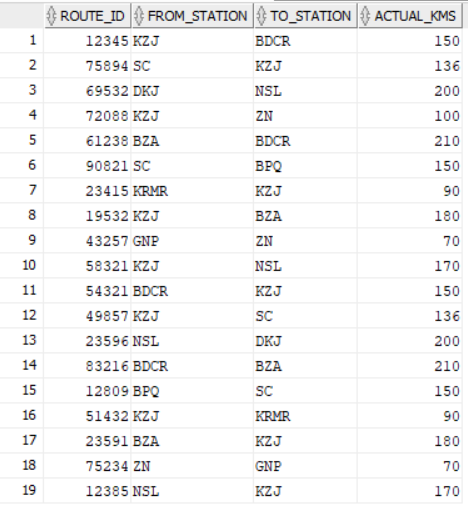 ROUTE_ID FROM_STATION TO_STATION ACTUAL_KMS
1 12345 KZJ BDCR 150
2 75894 SC KZJ 136
3 69532 DKJ NSL 200
4 72088 KZJ ZN 100
5 61238 BZA BDCR 210
6 90821 SC BPQ 150
7 23415 KRMR KZJ 90
8 19532 KZJ BZA 180
9 43257 GNP ZN 70
10 58321 KZJ NSL 170
11 54321 BDCR KZJ 150
12 49857 KZJ SC 136
13 23596 NSL DKJ 200
14 83216 BDCR BZA 210
15 12809 BPQ SC 150
16 51432 KZJ KRMR 90
17 23591 BZA KZJ 180
18 75234 ZN GNP 70
19 12385 NSL KZJ 170